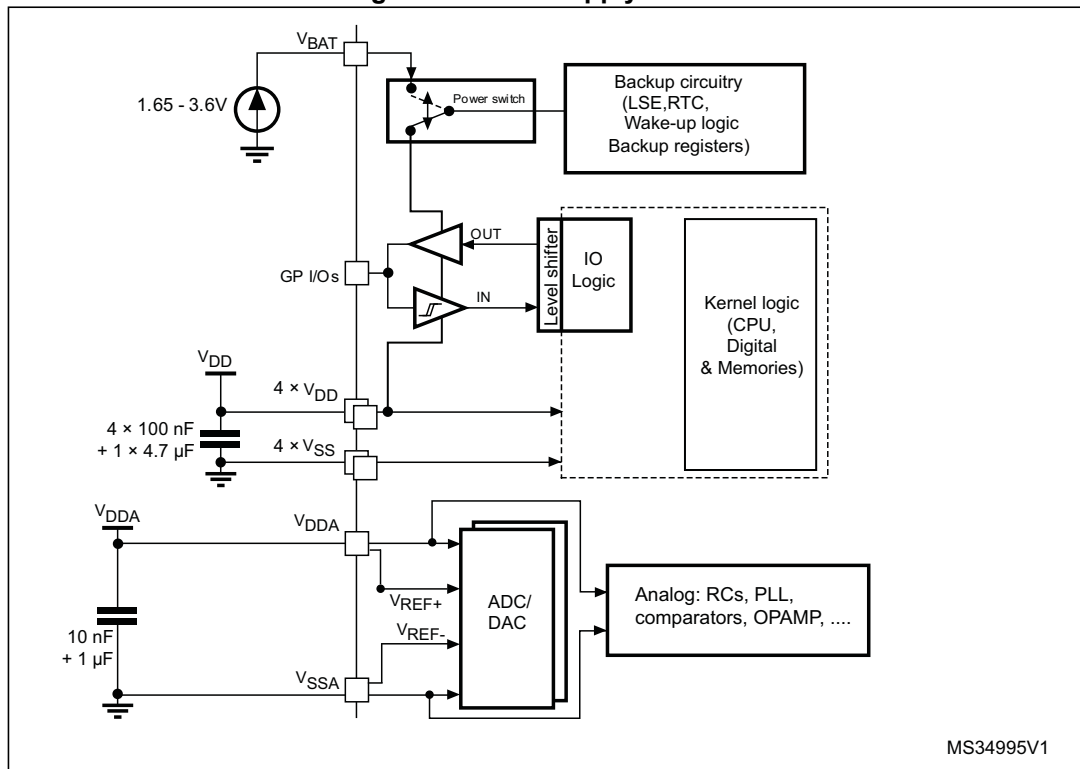 VBAT
1.65 - 3.6V
Power switch
Backup circuitry
(LSE,RTC,
Wake-up logic
Backup registers)
GP I/Os
OUT
IN
Level shifter
IO
Logic
Kernel logic
(CPU,
Digital
& Memories)
VDD
4 × VDD
4 × 100 nF
+ 1 × 4.7 µF
4 × VSS
VDDA
VDDA
VREF+
VREF-
ADC/
DAC
Analog: RCs, PLL,
comparators, OPAMP, ....
10 nF
+ 1 µF
VSSA
MS34995V1